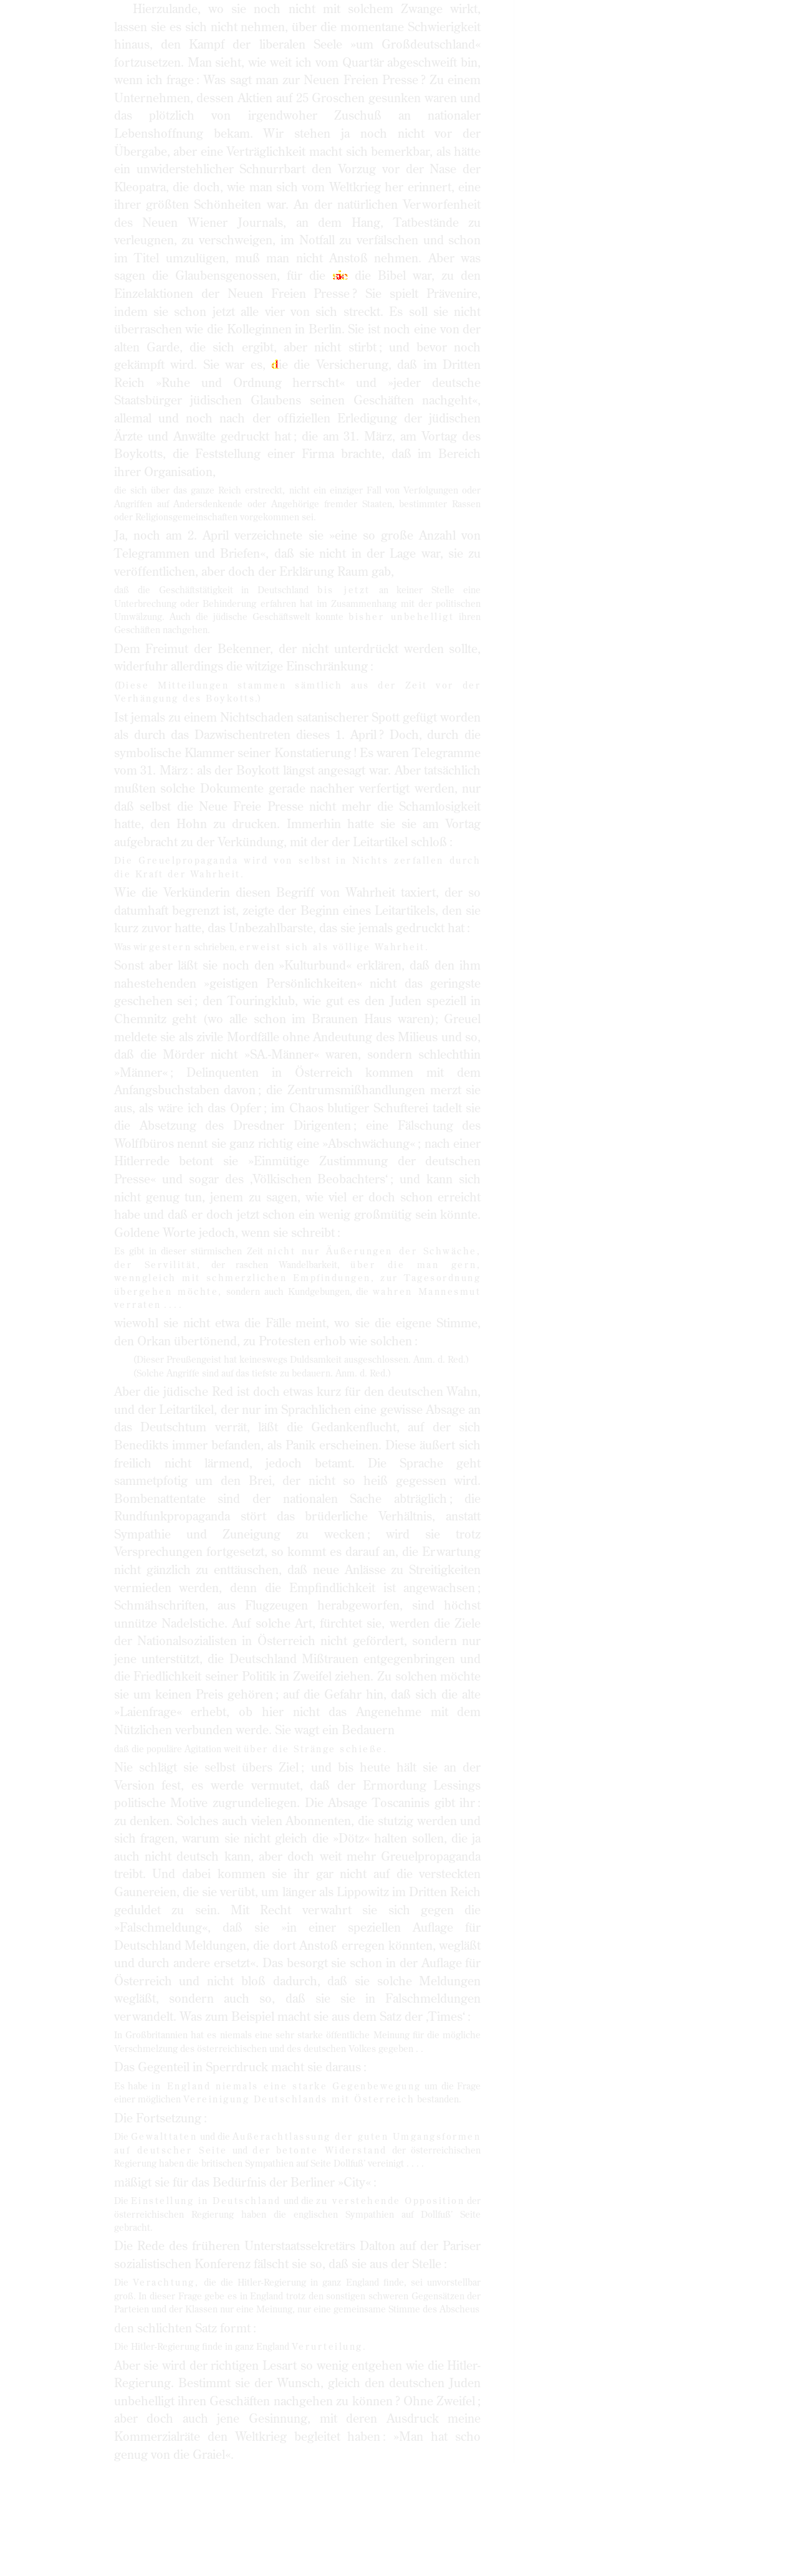 Hierzulande, wo sie noch nicht mit solchem Zwange wirkt,
lassen sie es sich nicht nehmen, über die momentane Schwierigkeit
hinaus, den Kampf der liberalen Seele »um Großdeutschland«
fortzusetzen. Man sieht, wie weit ich vom Quartär abgeschweift bin,
wenn ich frage : Was sagt man zur Neuen Freien Presse ? Zu einem
Unternehmen, dessen Aktien auf 25 Groschen gesunken waren und
das plötzlich von irgendwoher Zuschuß an nationaler
Lebenshoffnung bekam. Wir stehen ja noch nicht vor der
Übergabe, aber eine Verträglichkeit macht sich bemerkbar, als hätte
ein unwiderstehlicher Schnurrbart den Vorzug vor der Nase der
Kleopatra, die doch, wie man sich vom Weltkrieg her erinnert, eine
ihrer größten Schönheiten war. An der natürlichen Verworfenheit
des Neuen Wiener Journals, an dem Hang, Tatbestände zu
verleugnen, zu verschweigen, im Notfall zu verfälschen und schon
im Titel umzulügen, muß man nicht Anstoß nehmen. Aber was
sagen die Glaubensgenossen, für die die Bibel war, zu den
Einzelaktionen der Neuen Freien Presse ? Sie spielt Prävenire,
indem sie schon jetzt alle vier von sich streckt. Es soll sie nicht
überraschen wie die Kolleginnen in Berlin. Sie ist noch eine von der
alten Garde, die sich ergibt, aber nicht stirbt ; und bevor noch
gekämpft wird. Sie war es, die die Versicherung, daß im Dritten
Reich »Ruhe und Ordnung herrscht« und »jeder deutsche
Staatsbürger jüdischen Glaubens seinen Geschäften nachgeht«,
allemal und noch nach der offiziellen Erledigung der jüdischen
Ärzte und Anwälte gedruckt hat ; die am 31. März, am Vortag des
Boykotts, die Feststellung einer Firma brachte, daß im Bereich
ihrer Organisation,
die sich über das ganze Reich erstreckt, nicht ein einziger Fall von Verfolgungen oder
Angriffen auf Andersdenkende oder Angehörige fremder Staaten, bestimmter Rassen
oder Religionsgemeinschaften vorgekommen sei.
Ja, noch am 2. April verzeichnete sie »eine so große Anzahl von
Telegrammen und Briefen«, daß sie nicht in der Lage war, sie zu
veröffentlichen, aber doch der Erklärung Raum gab,
daß die Geschäftstätigkeit in Deutschland bis jetzt an keiner Stelle eine
Unterbrechung oder Behinderung erfahren hat im Zusammenhang mit der politischen
Umwälzung. Auch die jüdische Geschäftswelt konnte bisher unbehelligt ihren
Geschäften nachgehen.
Dem Freimut der Bekenner, der nicht unterdrückt werden sollte,
widerfuhr allerdings die witzige Einschränkung :
(Diese Mitteilungen stammen sämtlich aus der Zeit vor der
Verhängung des Boykotts.)
Ist jemals zu einem Nichtschaden satanischerer Spott gefügt worden
als durch das Dazwischentreten dieses 1. April ? Doch, durch die
symbolische Klammer seiner Konstatierung ! Es waren Telegramme
vom 31. März : als der Boykott längst angesagt war. Aber tatsächlich
mußten solche Dokumente gerade nachher verfertigt werden, nur
daß selbst die Neue Freie Presse nicht mehr die Schamlosigkeit
hatte, den Hohn zu drucken. Immerhin hatte sie sie am Vortag
aufgebracht zu der Verkündung, mit der der Leitartikel schloß :
Die Greuelpropaganda wird von selbst in Nichts zerfallen durch
die Kraft der Wahrheit.
Wie die Verkünderin diesen Begriff von Wahrheit taxiert, der so
datumhaft begrenzt ist, zeigte der Beginn eines Leitartikels, den sie
kurz zuvor hatte, das Unbezahlbarste, das sie jemals gedruckt hat :
Was wir gestern schrieben, erweist sich als völlige Wahrheit
Sonst aber läßt sie noch den »Kulturbund« erklären, daß den ihm
nahestehenden »geistigen Persönlichkeiten« nicht das geringste
geschehen sei ; den Touringklub, wie gut es den Juden speziell in
Chemnitz geht (wo alle schon im Braunen Haus waren); Greuel
meldete sie als zivile Mordfälle ohne Andeutung des Milieus und so,
daß die Mörder nicht »SA.-Männer« waren, sondern schlechthin
»Männer« ; Delinquenten in Österreich kommen mit dem
Anfangsbuchstaben davon ; die Zentrumsmißhandlungen merzt sie
aus, als wäre ich das Opfer ; im Chaos blutiger Schufterei tadelt sie
die Absetzung des Dresdner Dirigenten ; eine Fälschung des
Wolffbüros nennt sie ganz richtig eine »Abschwächung« ; nach einer
Hitlerrede betont sie »Einmütige Zustimmung der deutschen
Presse« und sogar des ‚Völkischen Beobachters‘ ; und kann sich
nicht genug tun, jenem zu sagen, wie viel er doch schon erreicht
habe und daß er doch jetzt schon ein wenig großmütig sein könnte.
Goldene Worte jedoch, wenn sie schreibt :
Es gibt in dieser stürmischen Zeit nicht nur Äußerungen der Schwäche,
der Servilität, der raschen Wandelbarkeit, über die man gern,
wenngleich mit schmerzlichen Empfindungen, zur Tagesordnung
übergehen möchte, sondern auch Kundgebungen, die wahren Mannesmut
verraten. . . .
wiewohl sie nicht etwa die Fälle meint, wo sie die eigene Stimme,
den Orkan übertönend, zu Protesten erhob wie solchen :
(Dieser Preußengeist hat keineswegs Duldsamkeit ausgeschlossen. Anm. d. Red.)
(Solche Angriffe sind auf das tiefste zu bedauern. Anm. d. Red.)
Aber die jüdische Red ist doch etwas kurz für den deutschen Wahn,
und der Leitartikel, der nur im Sprachlichen eine gewisse Absage an
das Deutschtum verrät, läßt die Gedankenflucht, auf der sich
Benedikts immer befanden, als Panik erscheinen. Diese äußert sich
freilich nicht lärmend, jedoch betamt. Die Sprache geht
sammetpfotig um den Brei, der nicht so heiß gegessen wird.
Bombenattentate sind der nationalen Sache abträglich ; die
Rundfunkpropaganda stört das brüderliche Verhältnis, anstatt
Sympathie und Zuneigung zu wecken ; wird sie trotz
Versprechungen fortgesetzt, so kommt es darauf an, die Erwartung
nicht gänzlich zu enttäuschen, daß neue Anlässe zu Streitigkeiten
vermieden werden, denn die Empfindlichkeit ist angewachsen ;
Schmähschriften, aus Flugzeugen herabgeworfen, sind höchst
unnütze Nadelstiche. Auf solche Art, fürchtet sie, werden die Ziele
der Nationalsozialisten in Österreich nicht gefördert, sondern nur
jene unterstützt, die Deutschland Mißtrauen entgegenbringen und
die Friedlichkeit seiner Politik in Zweifel ziehen. Zu solchen möchte
sie um keinen Preis gehören ; auf die Gefahr hin, daß sich die alte
»Laienfrage« erhebt, ob hier nicht das Angenehme mit dem
Nützlichen verbunden werde. Sie wagt ein Bedauern
daß die populäre Agitation weit über die Stränge schieße.
Nie schlägt sie selbst übers Ziel ; und bis heute hält sie an der
Version fest, es werde vermutet, daß der Ermordung Lessings
politische Motive zugrundeliegen. Die Absage Toscaninis gibt ihr :
zu denken. Solches auch vielen Abonnenten, die stutzig werden und
sich fragen, warum sie nicht gleich die »Dötz« halten sollen, die ja
auch nicht deutsch kann, aber doch weit mehr Greuelpropaganda
treibt. Und dabei kommen sie ihr gar nicht auf die versteckten
Gaunereien, die sie verübt, um länger als Lippowitz im Dritten Reich
geduldet zu sein. Mit Recht verwahrt sie sich gegen die
»Falschmeldung«, daß sie »in einer speziellen Auflage für
Deutschland Meldungen, die dort Anstoß erregen könnten, wegläßt
und durch andere ersetzt«. Das besorgt sie schon in der Auflage für
Österreich und nicht bloß dadurch, daß sie solche Meldungen
wegläßt, sondern auch so, daß sie sie in Falschmeldungen
verwandelt. Was zum Beispiel macht sie aus dem Satz der ‚Times‘ :
In Großbritannien hat es niemals eine sehr starke öffentliche Meinung für die mögliche
Verschmelzung des österreichischen und des deutschen Volkes gegeben . .
Das Gegenteil in Sperrdruck macht sie daraus :
Es habe in England niemals eine starke Gegenbewegung um die Frage
einer möglichen Vereinigung Deutschlands mit Österreich bestanden.
Die Fortsetzung :
Die Gewalttaten und die Außerachtlassung der guten Umgangsformen
auf deutscher Seite und der betonte Widerstand der österreichischen
Regierung haben die britischen Sympathien auf Seite Dollfuß' vereinigt . . . .
mäßigt sie für das Bedürfnis der Berliner »City« :
Die Einstellung in Deutschland und die zu verstehende Opposition der
österreichischen Regierung haben die englischen Sympathien auf Dollfuß' Seite
gebracht.
Die Rede des früheren Unterstaatssekretärs Dalton auf der Pariser
sozialistischen Konferenz fälscht sie so, daß sie aus der Stelle :
Die Verachtung, die die Hitler-Regierung in ganz England finde, sei unvorstellbar
groß. In dieser Frage gebe es in England trotz den sonstigen schweren Gegensätzen der
Parteien und der Klassen nur eine Meinung, nur eine gemeinsame Stimme des Abscheus
den schlichten Satz formt :
Die Hitler-Regierung finde in ganz England Verurteilung.
Aber sie wird der richtigen Lesart so wenig entgehen wie die Hitler-
Regierung. Bestimmt sie der Wunsch, gleich den deutschen Juden
unbehelligt ihren Geschäften nachgehen zu können ? Ohne Zweifel ;
aber doch auch jene Gesinnung, mit deren Ausdruck meine
Kommerzialräte den Weltkrieg begleitet haben : »Man hat scho
genug von die Graiel«.